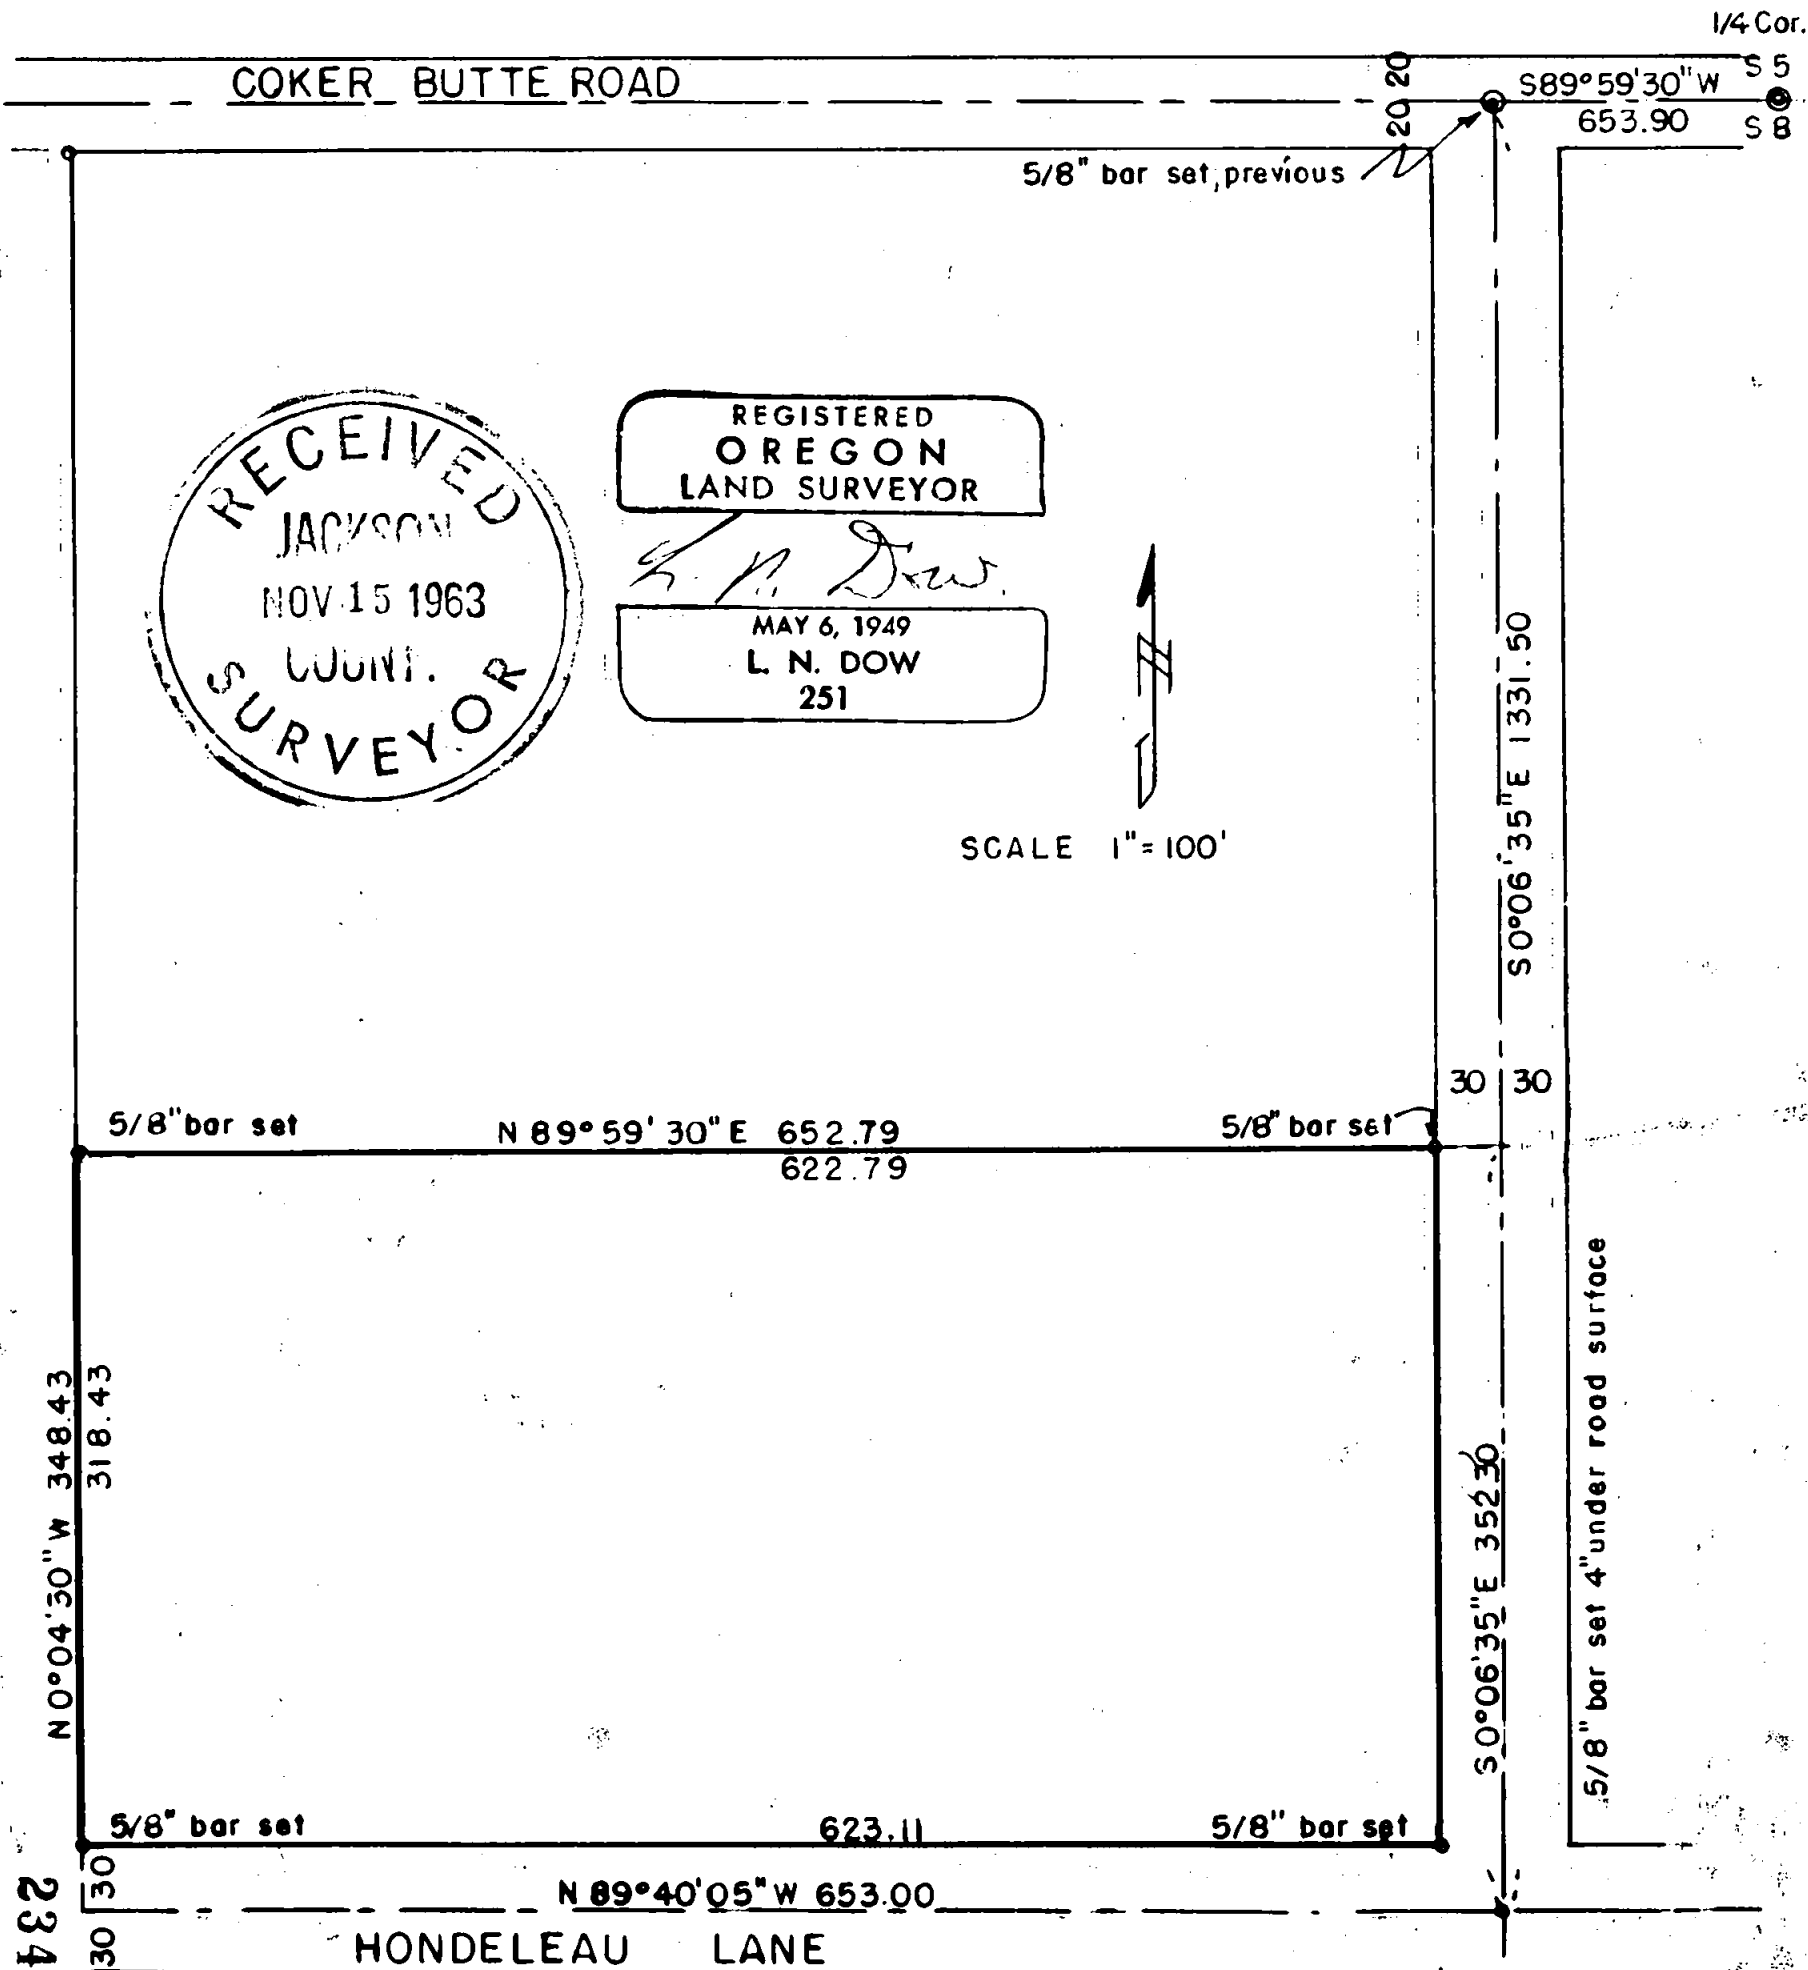 1/4 Cor.
COKER BUTTE ROAD
20 20
S89°59'30"W
653.90
S 5
S 8
5/8" bar set, previous
RECEIVED
JACKSON
NOV 15 1963
COUNT.
SURVEYOR
REGISTERED
OREGON
LAND SURVEYOR
L. N. Dow.
MAY 6, 1949
L. N. DOW
251
N
SCALE 1"=100'
S 0°06'35"E 1331.50
30 30
5/8" bar set
N 89°59'30"E 652.79
622.79
5/8" bar set
N 0°04'30"W 348.43
318.43
S 0°06'35"E 352.30
5/8" bar set 4" under road surface
5/8" bar set
623.11
5/8" bar set
30
N 89°40'05"W 653.00
30
HONDELEAU LANE
234